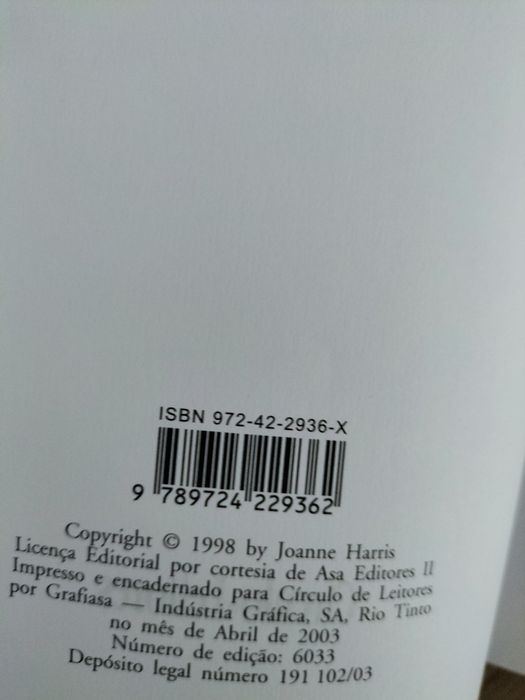 ISBN 972-42-2936-X
9 789724 229362
Copyright © 1998 by Joanne Harris
Licença Editorial por cortesia de Asa Editores II
Impresso e encadernado para Círculo de Leitores
por Grafiasa — Indústria Gráfica, SA, Rio Tinto
no mês de Abril de 2003
Número de edição: 6033
Depósito legal número 191 102/03